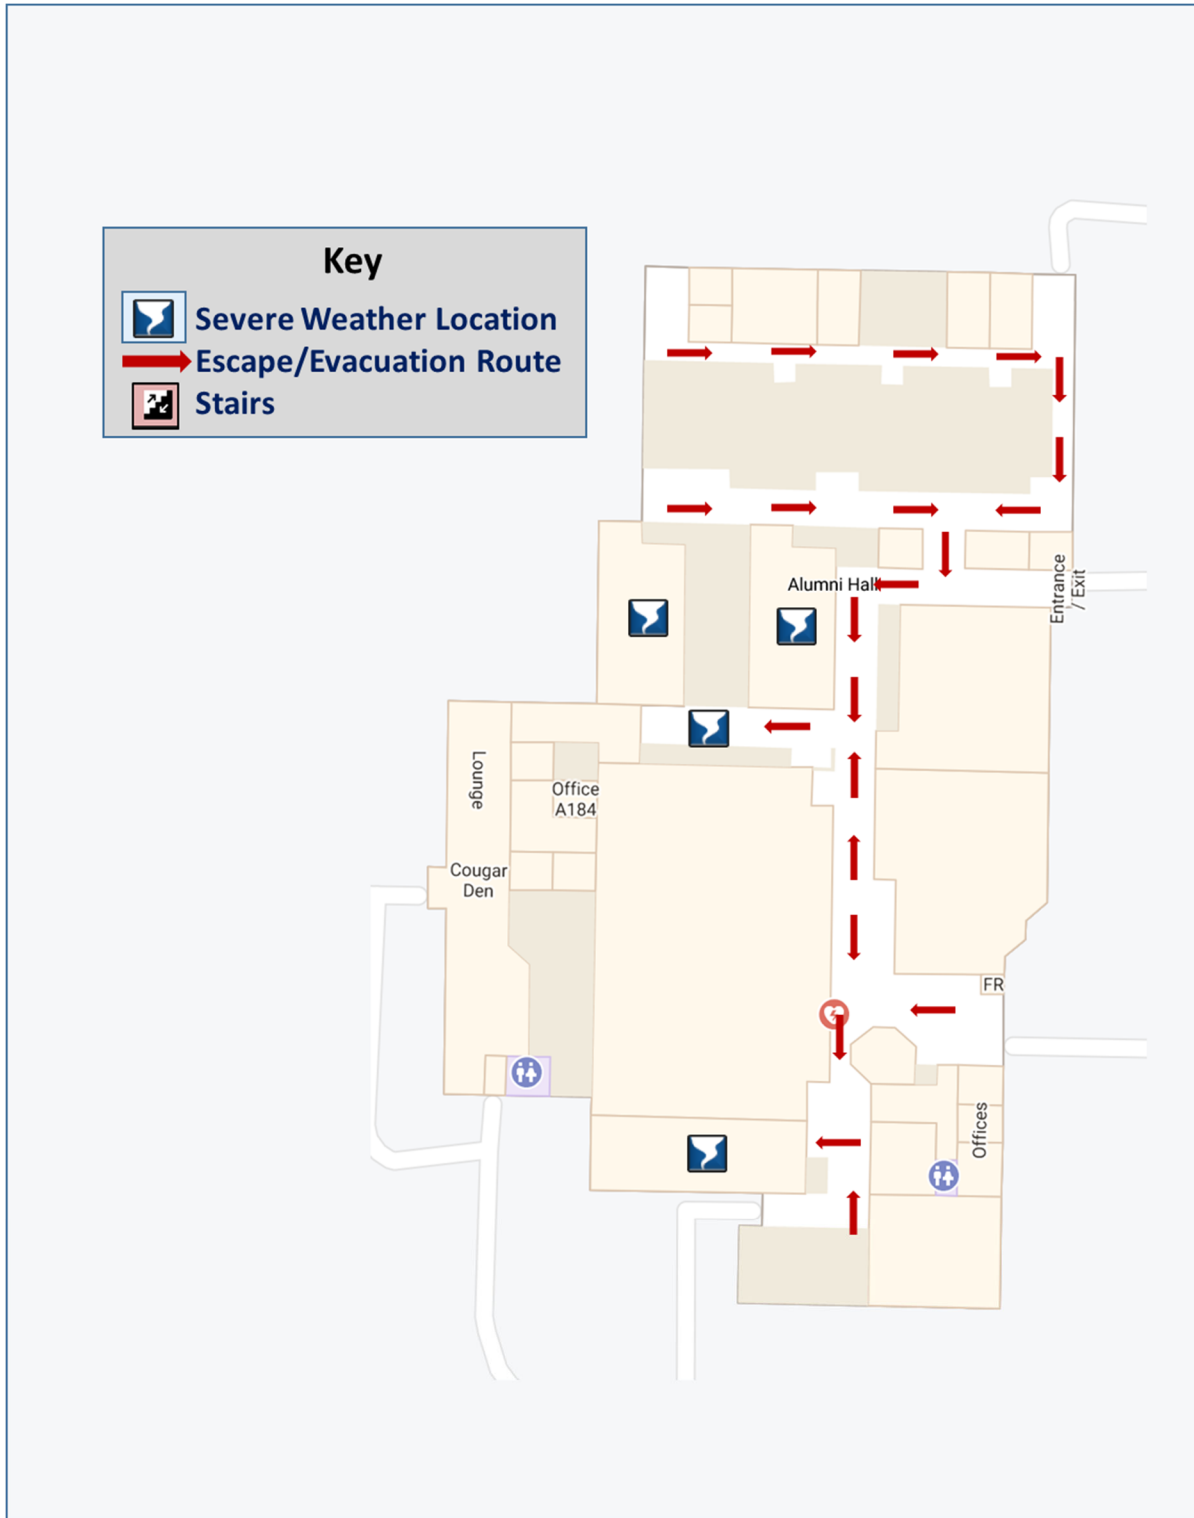 Key
Severe Weather Location
Escape/Evacuation Route
Stairs
Alumni Hall
Entrance
/ Exit
Lounge
Office
A184
Cougar
Den
FR
Offices